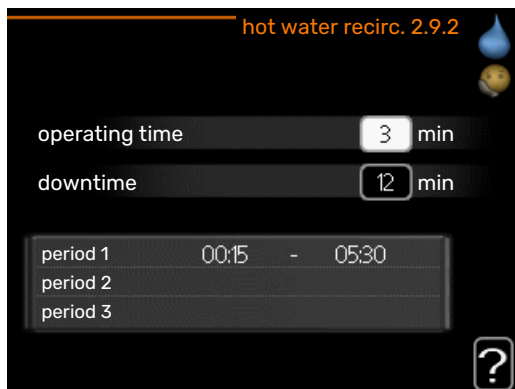 hot water recirc. 2.9.2
operating time 3 min
downtime 12 min
period 1 00:15 - 05:30
period 2
period 3
?